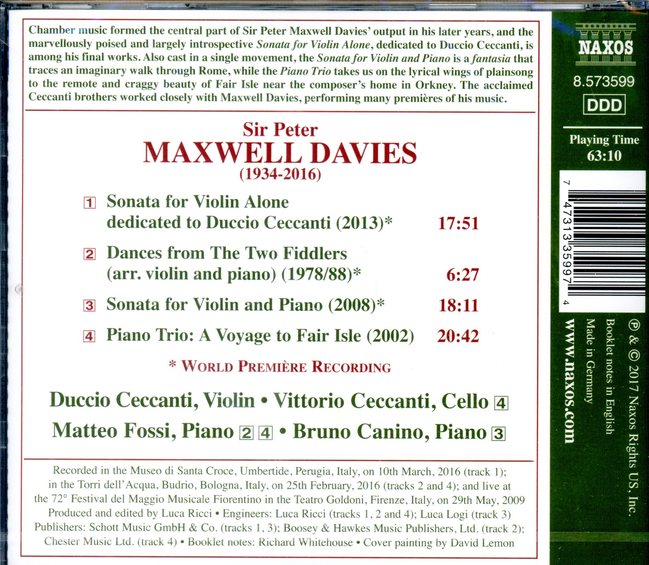 Chamber music formed the central part of Sir Peter Maxwell Davies' output in his later years, and the
marvellously poised and largely introspective Sonata for Violin Alone, dedicated to Duccio Ceccanti, is
among his final works. Also cast in a single movement, the Sonata for Violin and Piano is a fantasia that
traces an imaginary walk through Rome, while the Piano Trio takes us on the lyrical wings of plainsong
to the remote and craggy beauty of Fair Isle near the composer's home in Orkney. The acclaimed
Ceccanti brothers worked closely with Maxwell Davies, performing many premières of his music.
Sir Peter
MAXWELL DAVIES
(1934-2016)
1 Sonata for Violin Alone
dedicated to Duccio Ceccanti (2013)* 17:51
2 Dances from The Two Fiddlers
(arr. violin and piano) (1978/88)* 6:27
3 Sonata for Violin and Piano (2008)* 18:11
4 Piano Trio: A Voyage to Fair Isle (2002) 20:42
* WORLD PREMIÈRE RECORDING
Duccio Ceccanti, Violin • Vittorio Ceccanti, Cello 4
Matteo Fossi, Piano 2 4 • Bruno Canino, Piano 3
Recorded in the Museo di Santa Croce, Umbertide, Perugia, Italy, on 10th March, 2016 (track 1);
in the Torri dell'Acqua, Budrio, Bologna, Italy, on 25th February, 2016 (tracks 2 and 4); and live at
the 72° Festival del Maggio Musicale Fiorentino in the Teatro Goldoni, Firenze, Italy, on 29th May, 2009
Produced and edited by Luca Ricci • Engineers: Luca Ricci (tracks 1, 2 and 4); Luca Logi (track 3)
Publishers: Schott Music GmbH & Co. (tracks 1, 3); Boosey & Hawkes Music Publishers, Ltd. (track 2);
Chester Music Ltd. (track 4) • Booklet notes: Richard Whitehouse • Cover painting by David Lemon
NAXOS
8.573599
DDD
Playing Time
63:10
7 47313 35997 4
℗ & © 2017 Naxos Rights US, Inc.
Booklet notes in English
Made in Germany
www.naxos.com